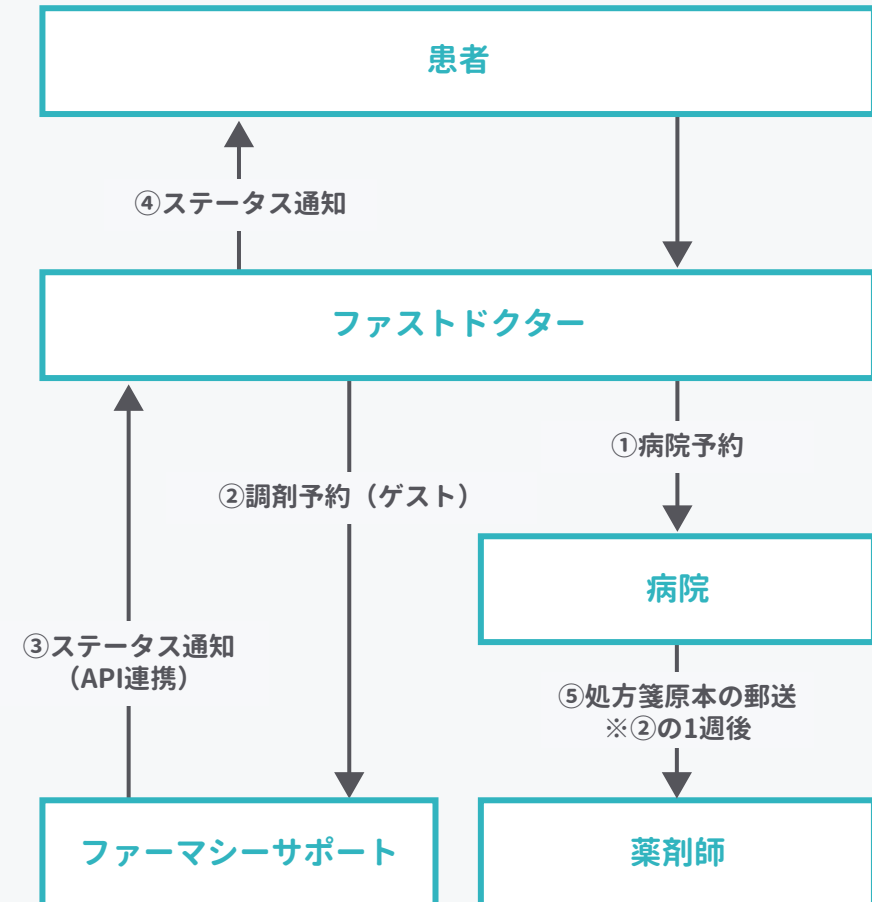 患者
④ステータス通知
ファストドクター
①病院予約
②調剤予約（ゲスト）
病院
③ステータス通知
（API連携）
⑤処方箋原本の郵送
※②の1週後
ファーマシーサポート
薬剤師